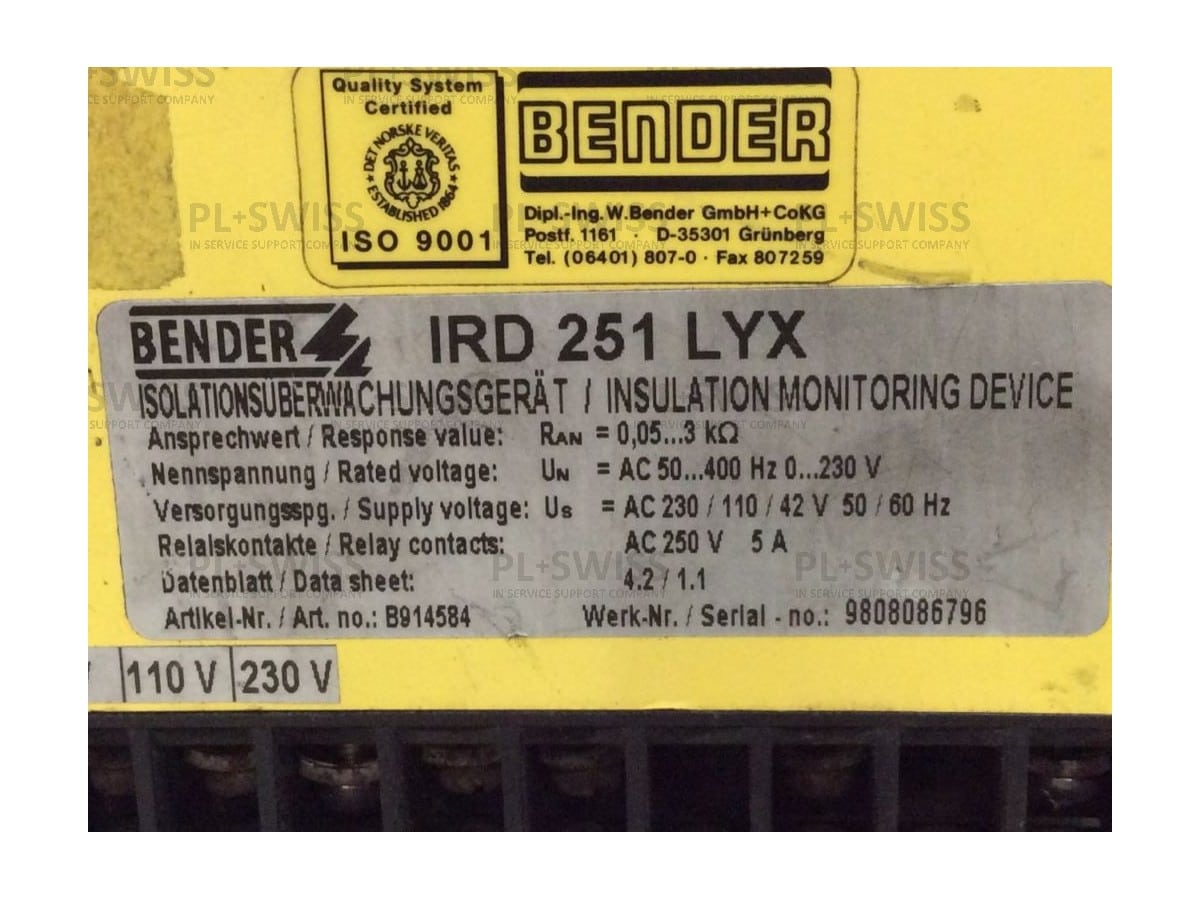 Quality System
Certified
DET NORSKE VERITAS
ESTABLISHED 1864
ISO 9001
BENDER
Dipl.-Ing.W.Bender GmbH+CoKG
Postf. 1161 · D-35301 Grünberg
Tel. (06401) 807-0 · Fax 807259
BENDER IRD 251 LYX
ISOLATIONSÜBERWACHUNGSGERÄT / INSULATION MONITORING DEVICE
Ansprechwert / Response value: RAN = 0,05...3 kΩ
Nennspannung / Rated voltage: UN = AC 50...400 Hz 0...230 V
Versorgungsspg. / Supply voltage: Us = AC 230 / 110 / 42 V 50 / 60 Hz
Relaiskontakte / Relay contacts: AC 250 V 5 A
Datenblatt / Data sheet: 4.2 / 1.1
Artikel-Nr. / Art. no.: B914584 Werk-Nr. / Serial - no.: 9808086796
110 V 230 V
PL+SWISS
IN SERVICE SUPPORT COMPANY